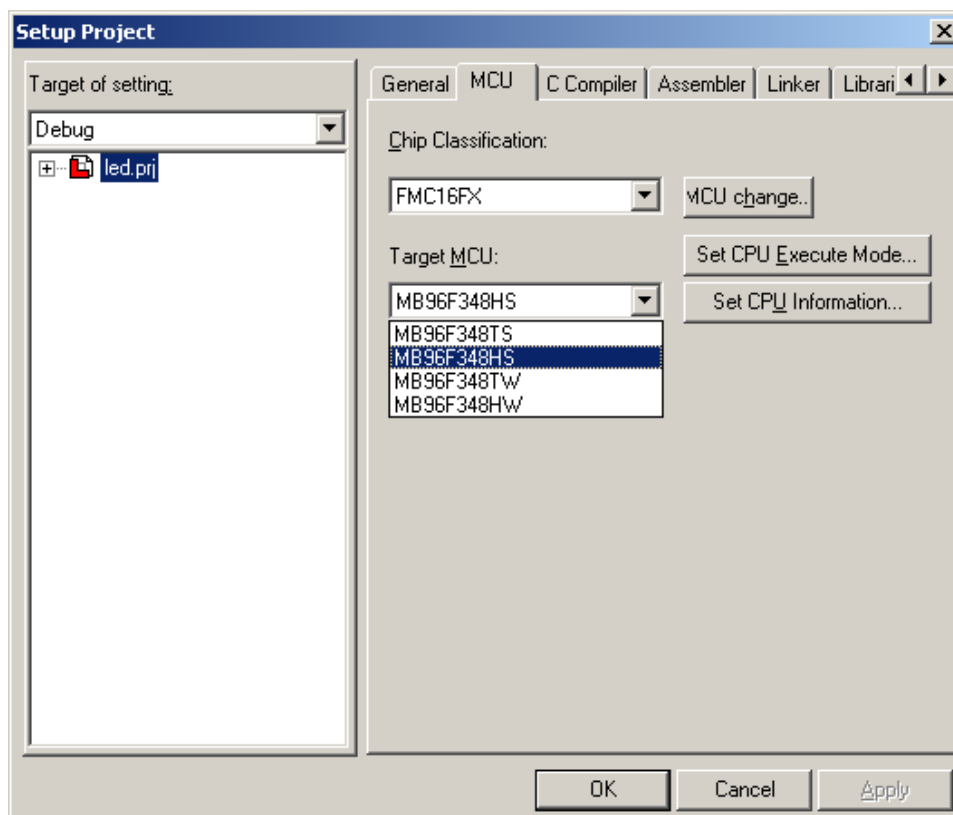 Setup Project
Target of setting:
Debug
led.prj
General MCU C Compiler Assembler Linker Librari
Chip Classification:
FMC16FX
MCU change..
Target MCU:
Set CPU Execute Mode...
MB96F348HS
Set CPU Information...
MB96F348TS
MB96F348HS
MB96F348TW
MB96F348HW
OK Cancel Apply